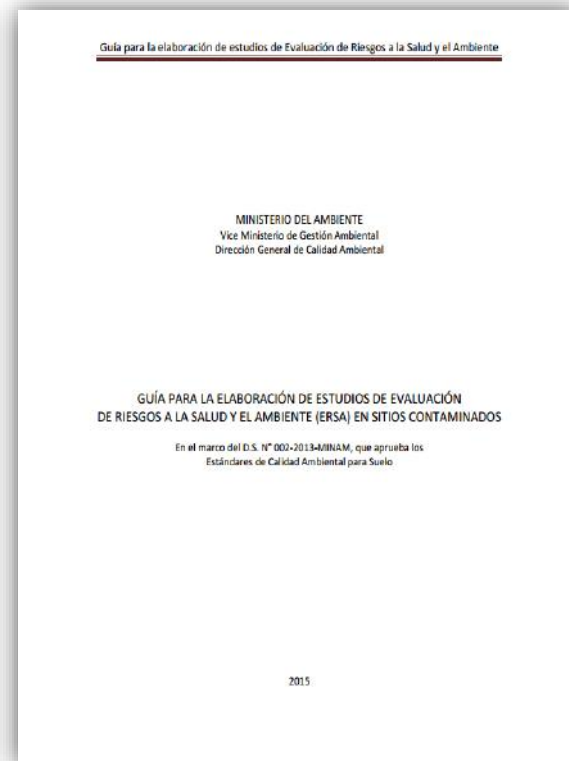 Guía para la elaboración de estudios de Evaluación de Riesgos a la Salud y el Ambiente
MINISTERIO DEL AMBIENTE
Vice Ministerio de Gestión Ambiental
Dirección General de Calidad Ambiental
GUÍA PARA LA ELABORACIÓN DE ESTUDIOS DE EVALUACIÓN
DE RIESGOS A LA SALUD Y EL AMBIENTE (ERSA) EN SITIOS CONTAMINADOS
En el marco del D.S. N° 002-2013-MINAM, que aprueba los
Estándares de Calidad Ambiental para Suelo
2015